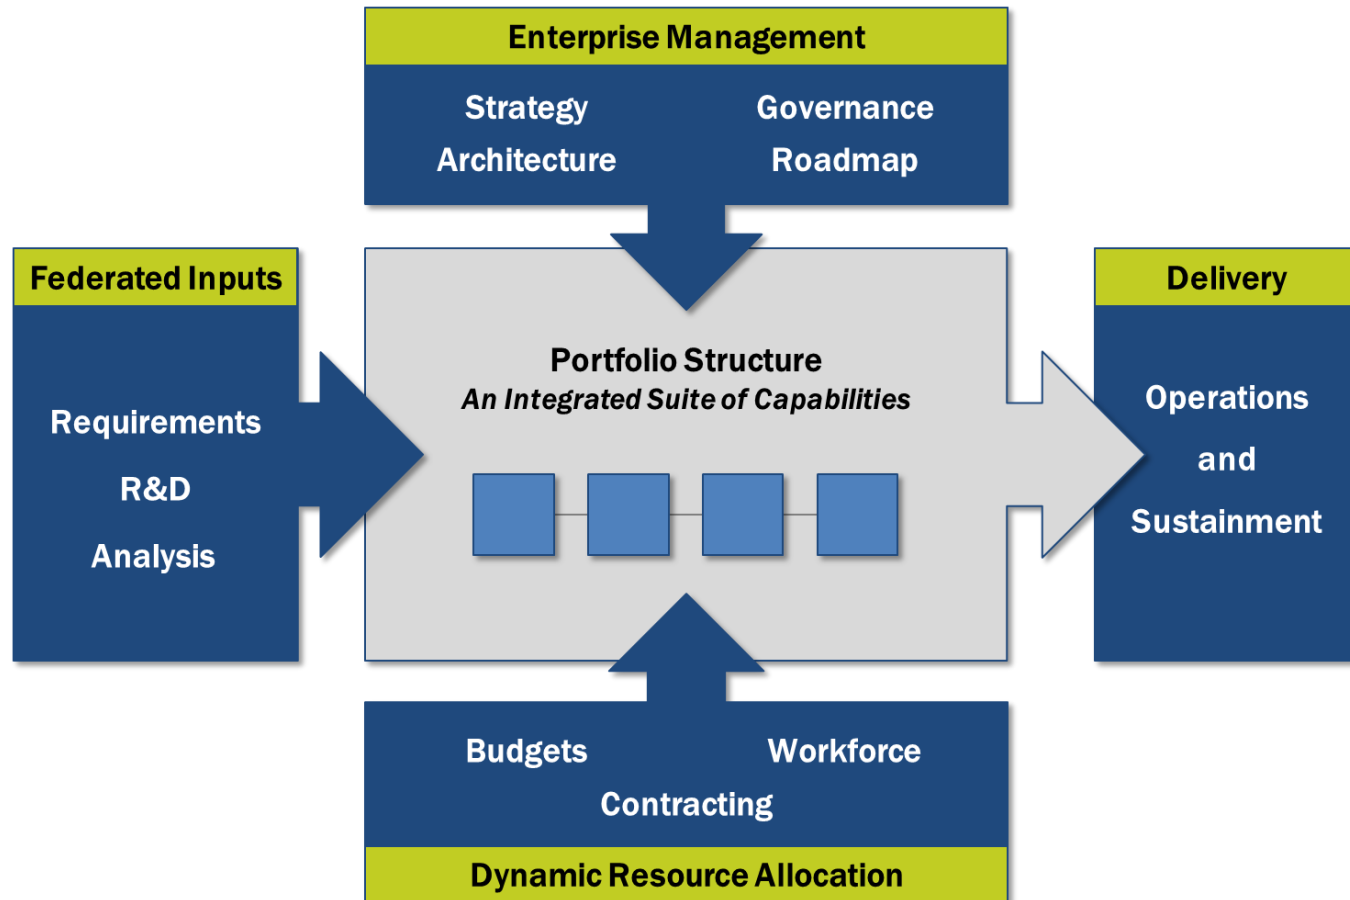 Enterprise Management
Strategy Governance
Architecture Roadmap
Federated Inputs
Requirements
R&D
Analysis
Portfolio Structure
An Integrated Suite of Capabilities
Delivery
Operations
and
Sustainment
Budgets Workforce
Contracting
Dynamic Resource Allocation